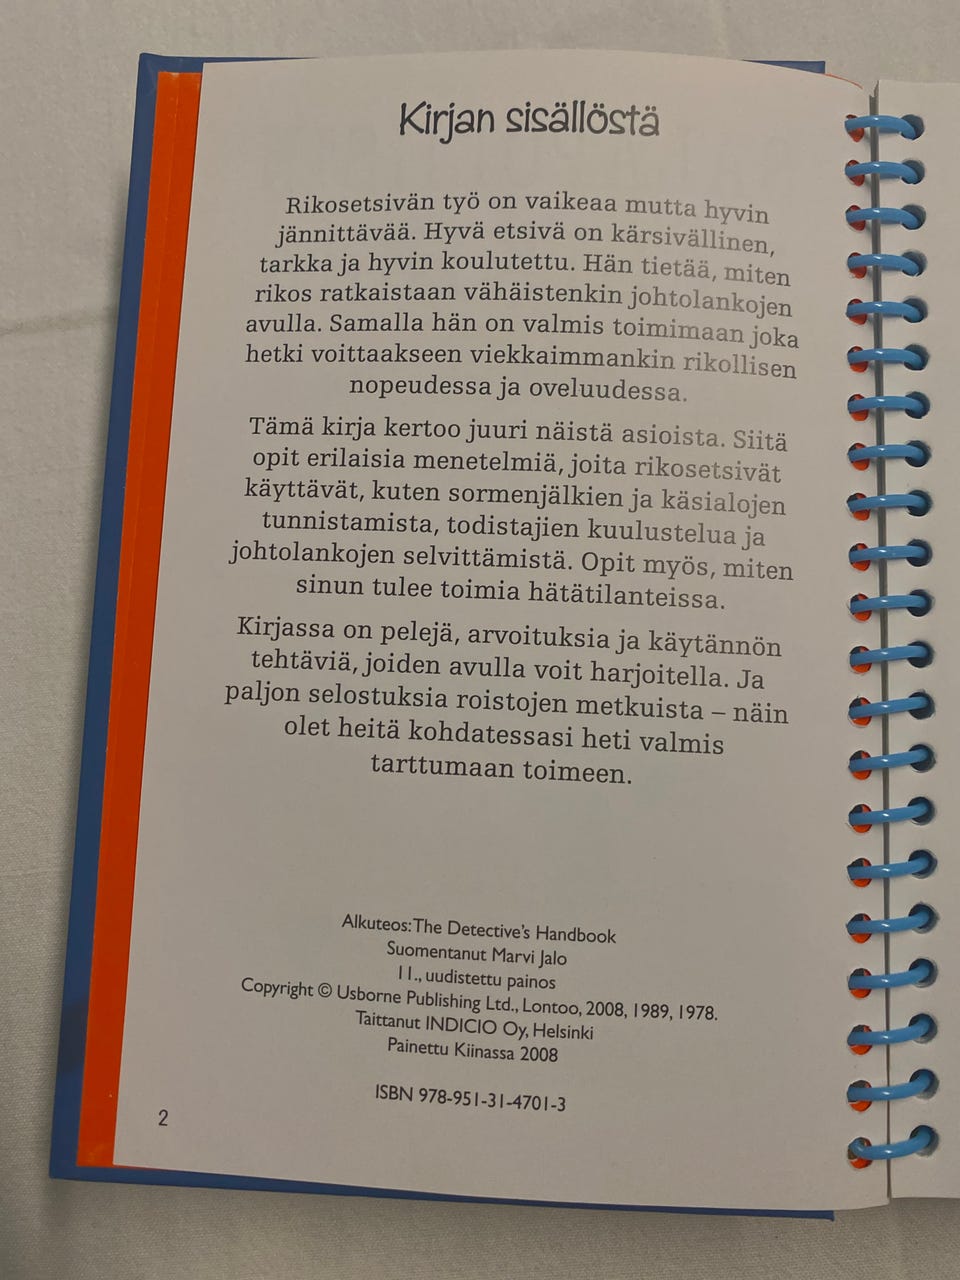 Kirjan sisällöstä
Rikosetsivän työ on vaikeaa mutta hyvin
jännittävää. Hyvä etsivä on kärsivällinen,
tarkka ja hyvin koulutettu. Hän tietää, miten
rikos ratkaistaan vähäistenkin johtolankojen
avulla. Samalla hän on valmis toimimaan joka
hetki voittaakseen viekkaimmankin rikollisen
nopeudessa ja oveluudessa.
Tämä kirja kertoo juuri näistä asioista. Siitä
opit erilaisia menetelmiä, joita rikosetsivät
käyttävät, kuten sormenjälkien ja käsialojen
tunnistamista, todistajien kuulustelua ja
johtolankojen selvittämistä. Opit myös, miten
sinun tulee toimia hätätilanteissa.
Kirjassa on pelejä, arvoituksia ja käytännön
tehtäviä, joiden avulla voit harjoitella. Ja
paljon selostuksia roistojen metkuista – näin
olet heitä kohdatessasi heti valmis
tarttumaan toimeen.
Alkuteos: The Detective's Handbook
Suomentanut Marvi Jalo
11., uudistettu painos
Copyright © Usborne Publishing Ltd., Lontoo, 2008, 1989, 1978.
Taittanut INDICIO Oy, Helsinki
Painettu Kiinassa 2008
ISBN 978-951-31-4701-3
2